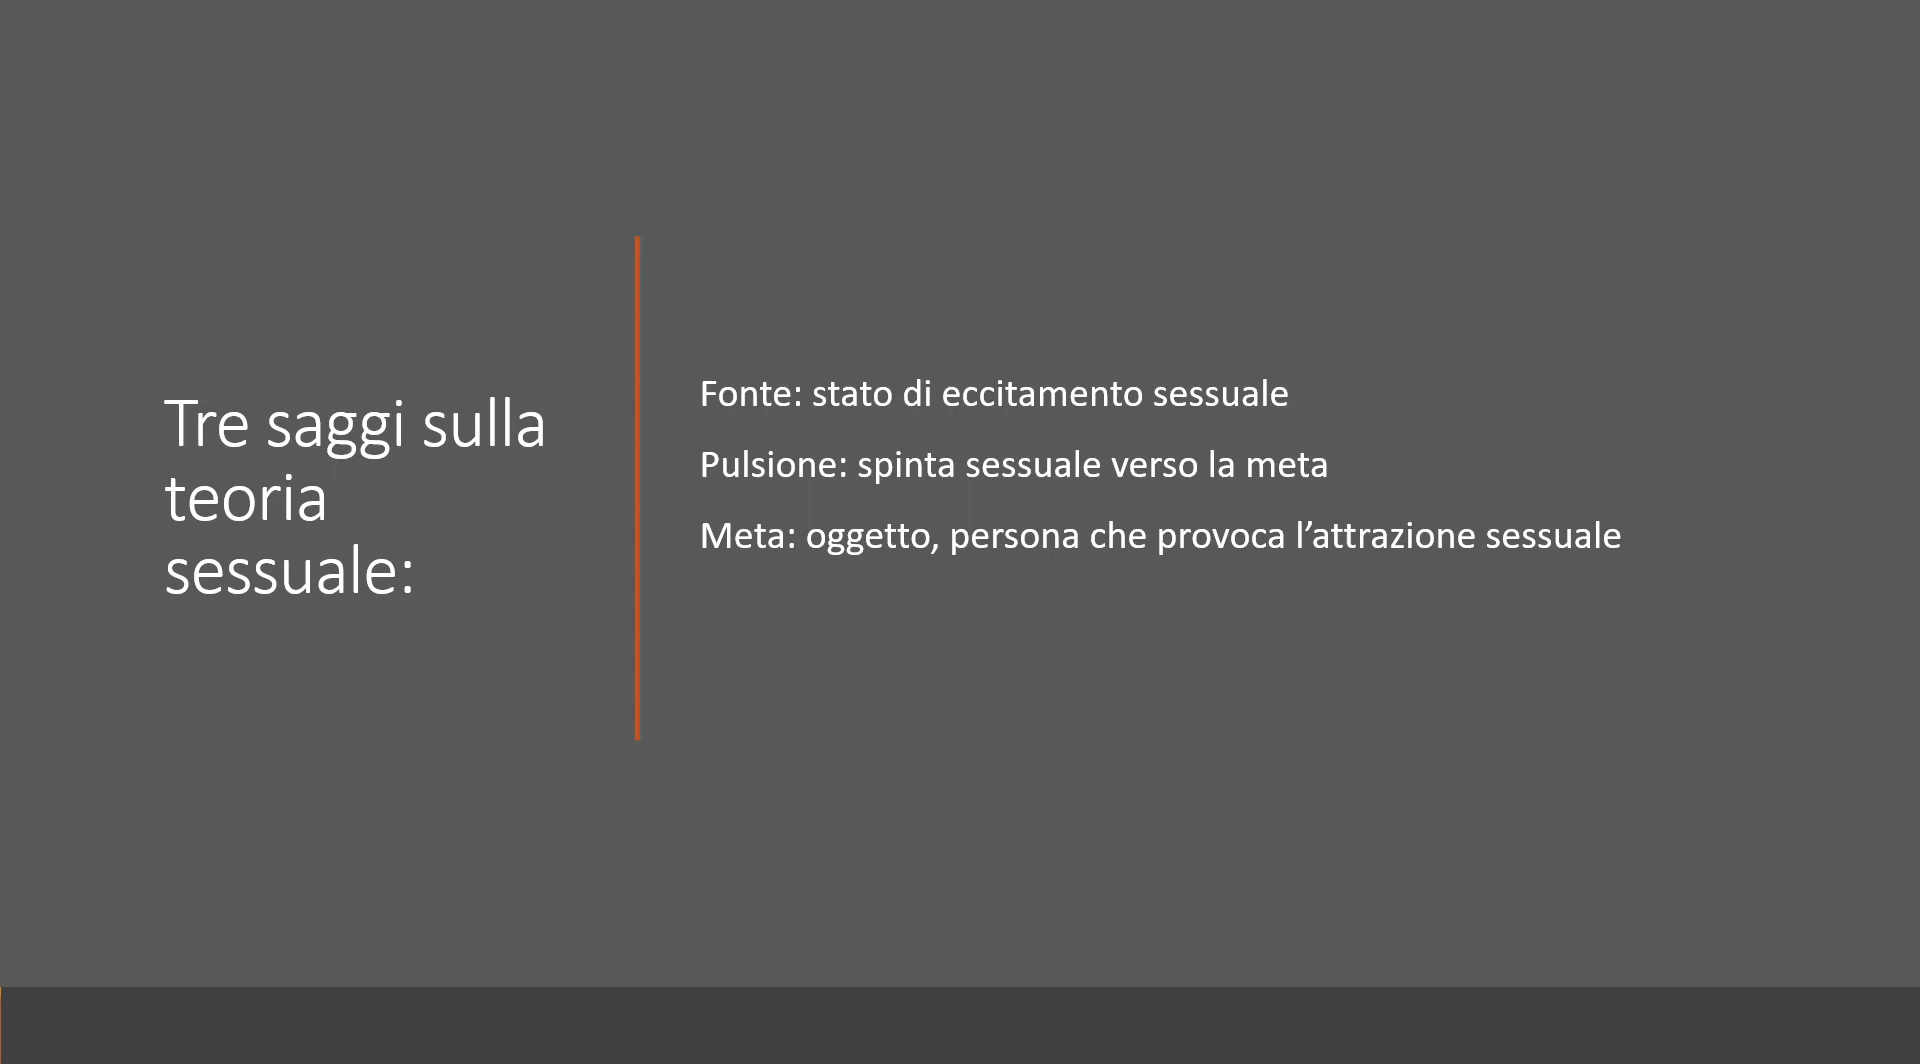 Tre saggi sulla
teoria
sessuale:
Fonte: stato di eccitamento sessuale
Pulsione: spinta sessuale verso la meta
Meta: oggetto, persona che provoca l’attrazione sessuale